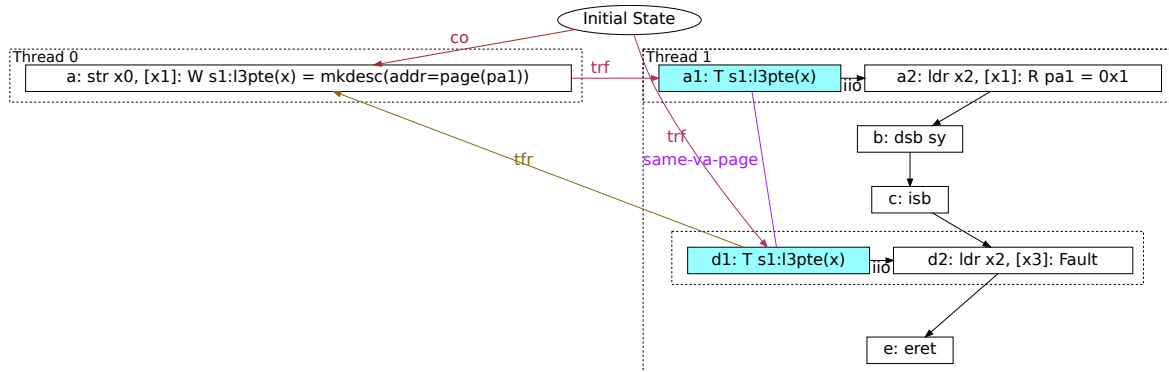 Initial State
co
Thread 0
Thread 1
a: str x0, [x1]: W s1:l3pte(x) = mkdesc(addr=page(pa1))
trf
a1: T s1:l3pte(x)
iio
a2: ldr x2, [x1]: R pa1 = 0x1
trf
b: dsb sy
tfr
same-va-page
c: isb
d1: T s1:l3pte(x)
iio
d2: ldr x2, [x3]: Fault
e: eret